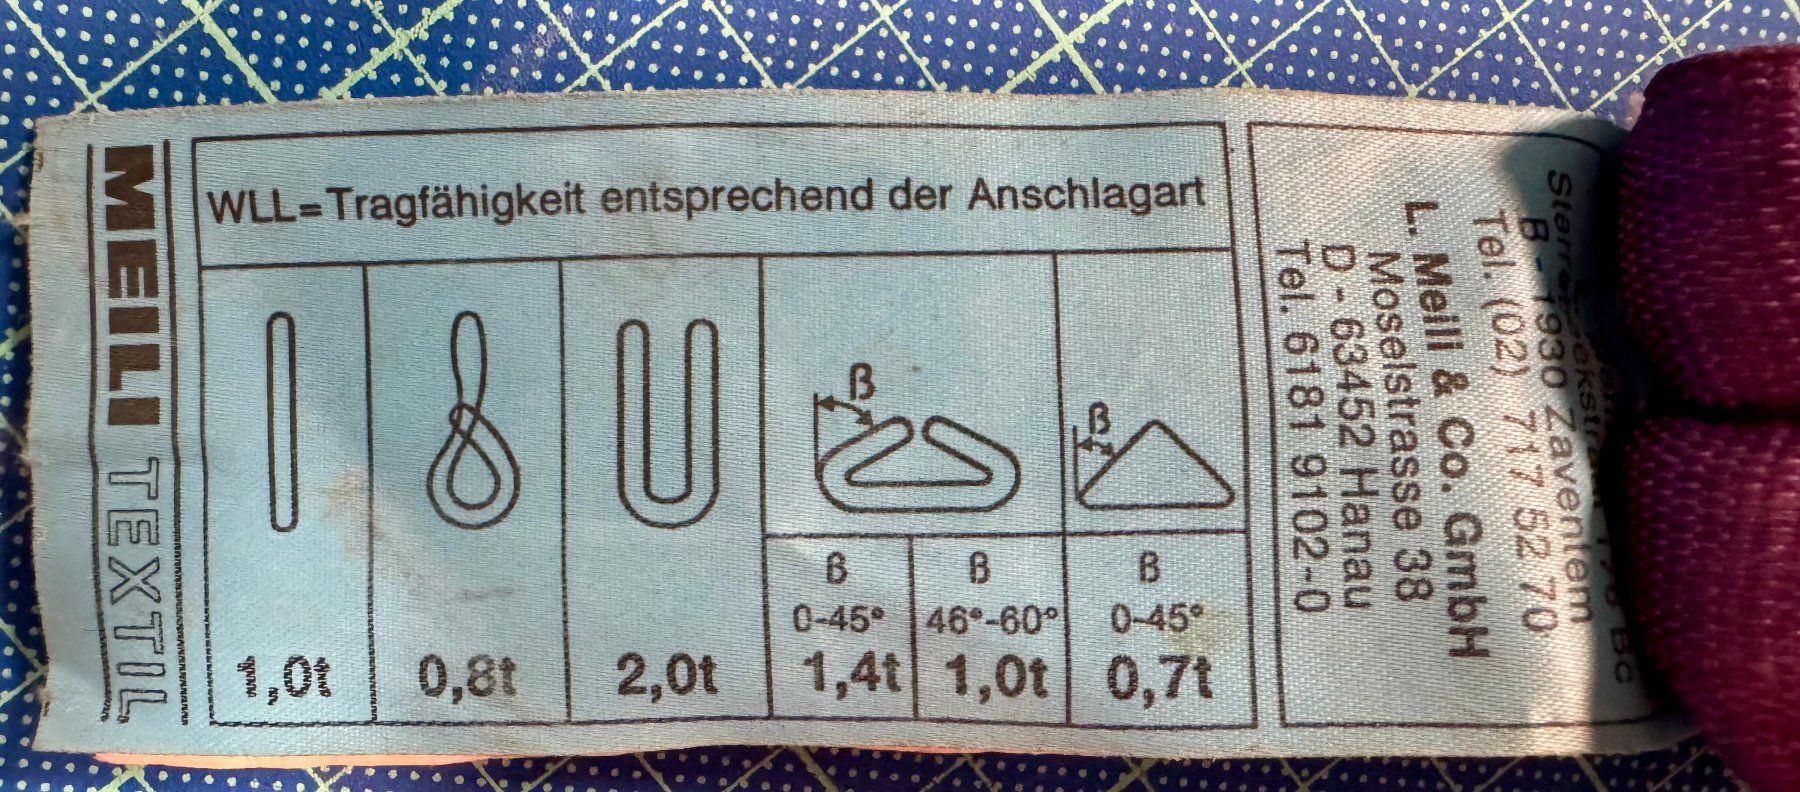 MEILI TEXTIL
WLL=Tragfähigkeit entsprechend der Anschlagart
ß
ß
ß
ß
ß
0-45°
46°-60°
0-45°
1,0t
0,8t
2,0t
1,4t
1,0t
0,7t
B - 1930 Zaventem
Tel. (02) 717 52 70
L. Meili & Co. GmbH
Moselstrasse 38
D - 63452 Hanau
Tel. 6181 9102-0